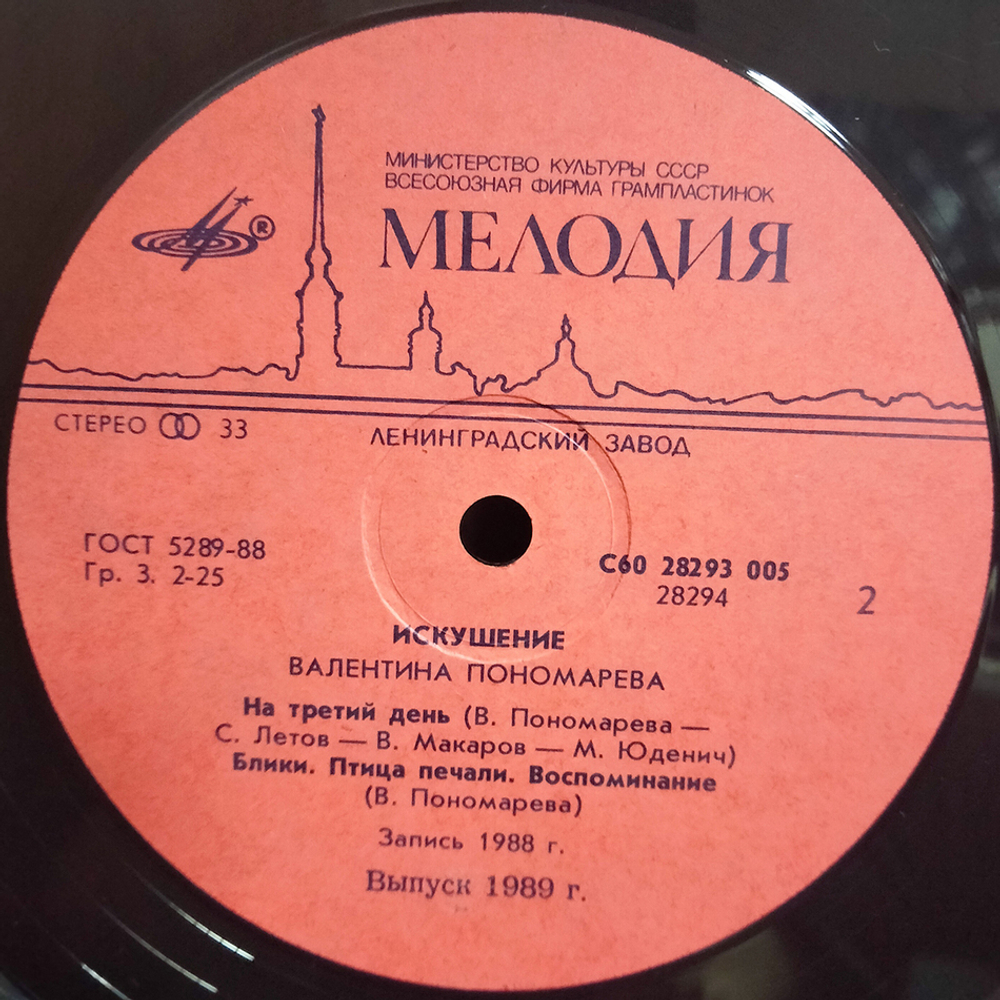 МИНИСТЕРСТВО КУЛЬТУРЫ СССР
ВСЕСОЮЗНАЯ ФИРМА ГРАМПЛАСТИНОК
МЕЛОДИЯ
®
СТЕРЕО 33
ЛЕНИНГРАДСКИЙ ЗАВОД
ГОСТ 5289-88
Гр. 3. 2-25
С60 28293 005
28294
2
ИСКУШЕНИЕ
ВАЛЕНТИНА ПОНОМАРЕВА
На третий день (В. Пономарева —
С. Летов — В. Макаров — М. Юденич)
Блики. Птица печали. Воспоминание
(В. Пономарева)
Запись 1988 г.
Выпуск 1989 г.